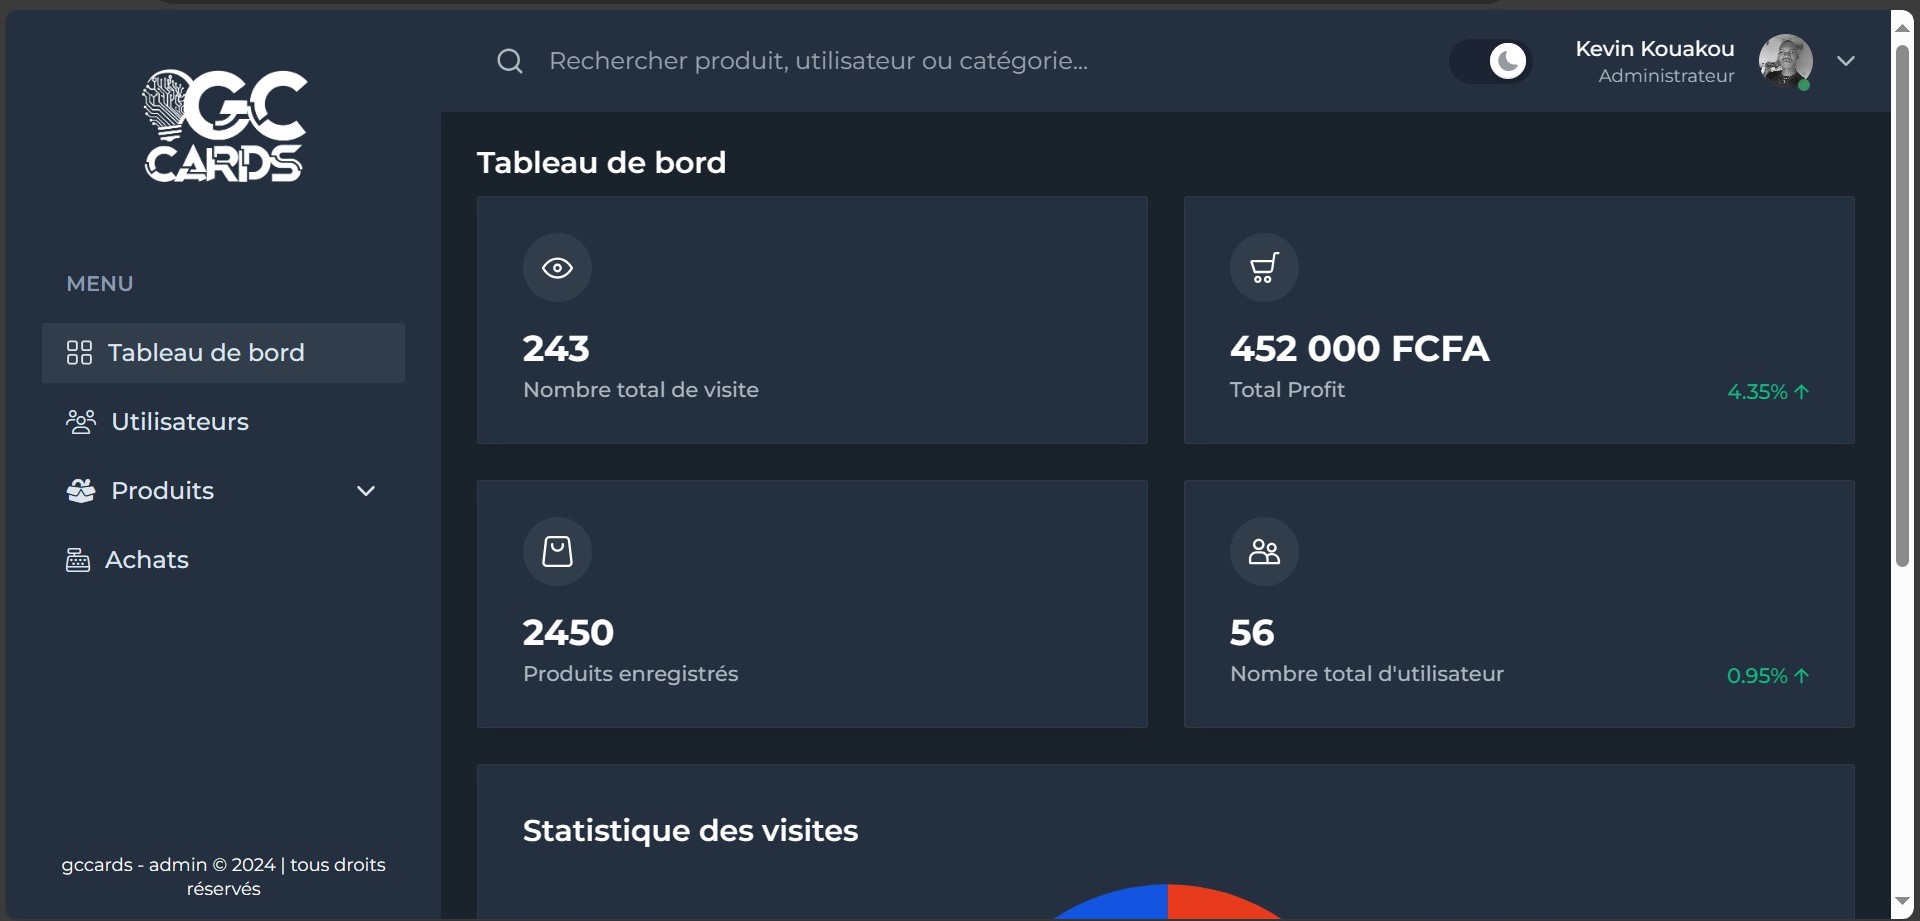 GC
CARDS
MENU
Tableau de bord
Utilisateurs
Produits
Achats
gccards - admin © 2024 | tous droits
réservés
Rechercher produit, utilisateur ou catégorie...
Kevin Kouakou
Administrateur
Tableau de bord
243
Nombre total de visite
452 000 FCFA
Total Profit
4.35%
2450
Produits enregistrés
56
Nombre total d'utilisateur
0.95%
Statistique des visites